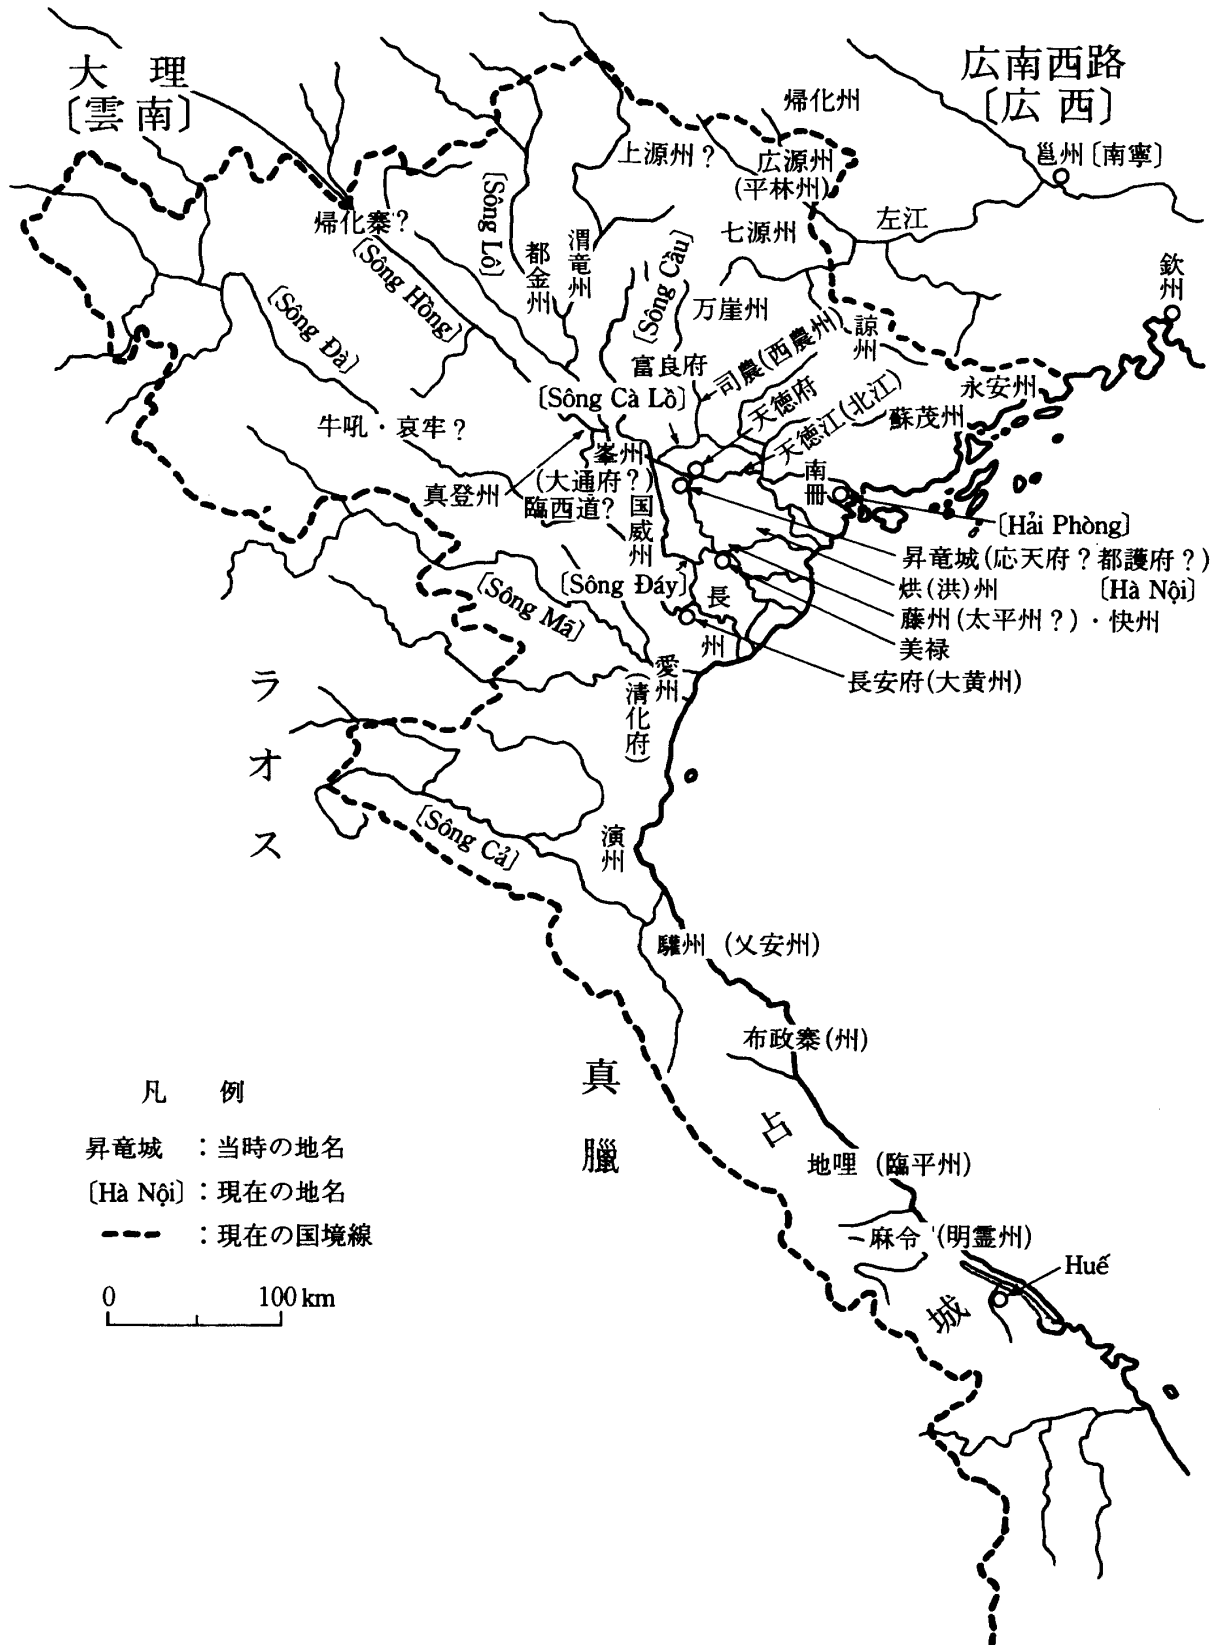 大理
〔雲南〕
広南西路
〔広西〕
帰化州
上源州？
広源州
(平林州)
邕州〔南寧〕
帰化寨？
〔Sông Lô〕
〔Sông Hồng〕
都金州
渭竜州
〔Sông Cầu〕
七源州
左江
欽州
万崖州
〔Sông Đà〕
諒州
富良府
司農(西農州)
永安州
〔Sông Cà Lồ〕
天徳府
天徳江(北江)
蘇茂州
牛吼・哀牢？
峯州
(大通府？)
臨西道？
真登州
国威州
南冊
〔Hải Phòng〕
昇竜城(応天府？都護府？)
〔Hà Nội〕
烘(洪)州
藤州(太平州？)・快州
美禄
長安府(大黄州)
〔Sông Đáy〕
長州
〔Sông Mã〕
愛州
(清化府)
ラオス
〔Sông Cả〕
演州
驩州 (乂安州)
布政寨(州)
真臘
占城
地哩 (臨平州)
麻令 (明霊州)
Huế
凡例
昇竜城 ：当時の地名
〔Hà Nội〕：現在の地名
：現在の国境線
0 100 km